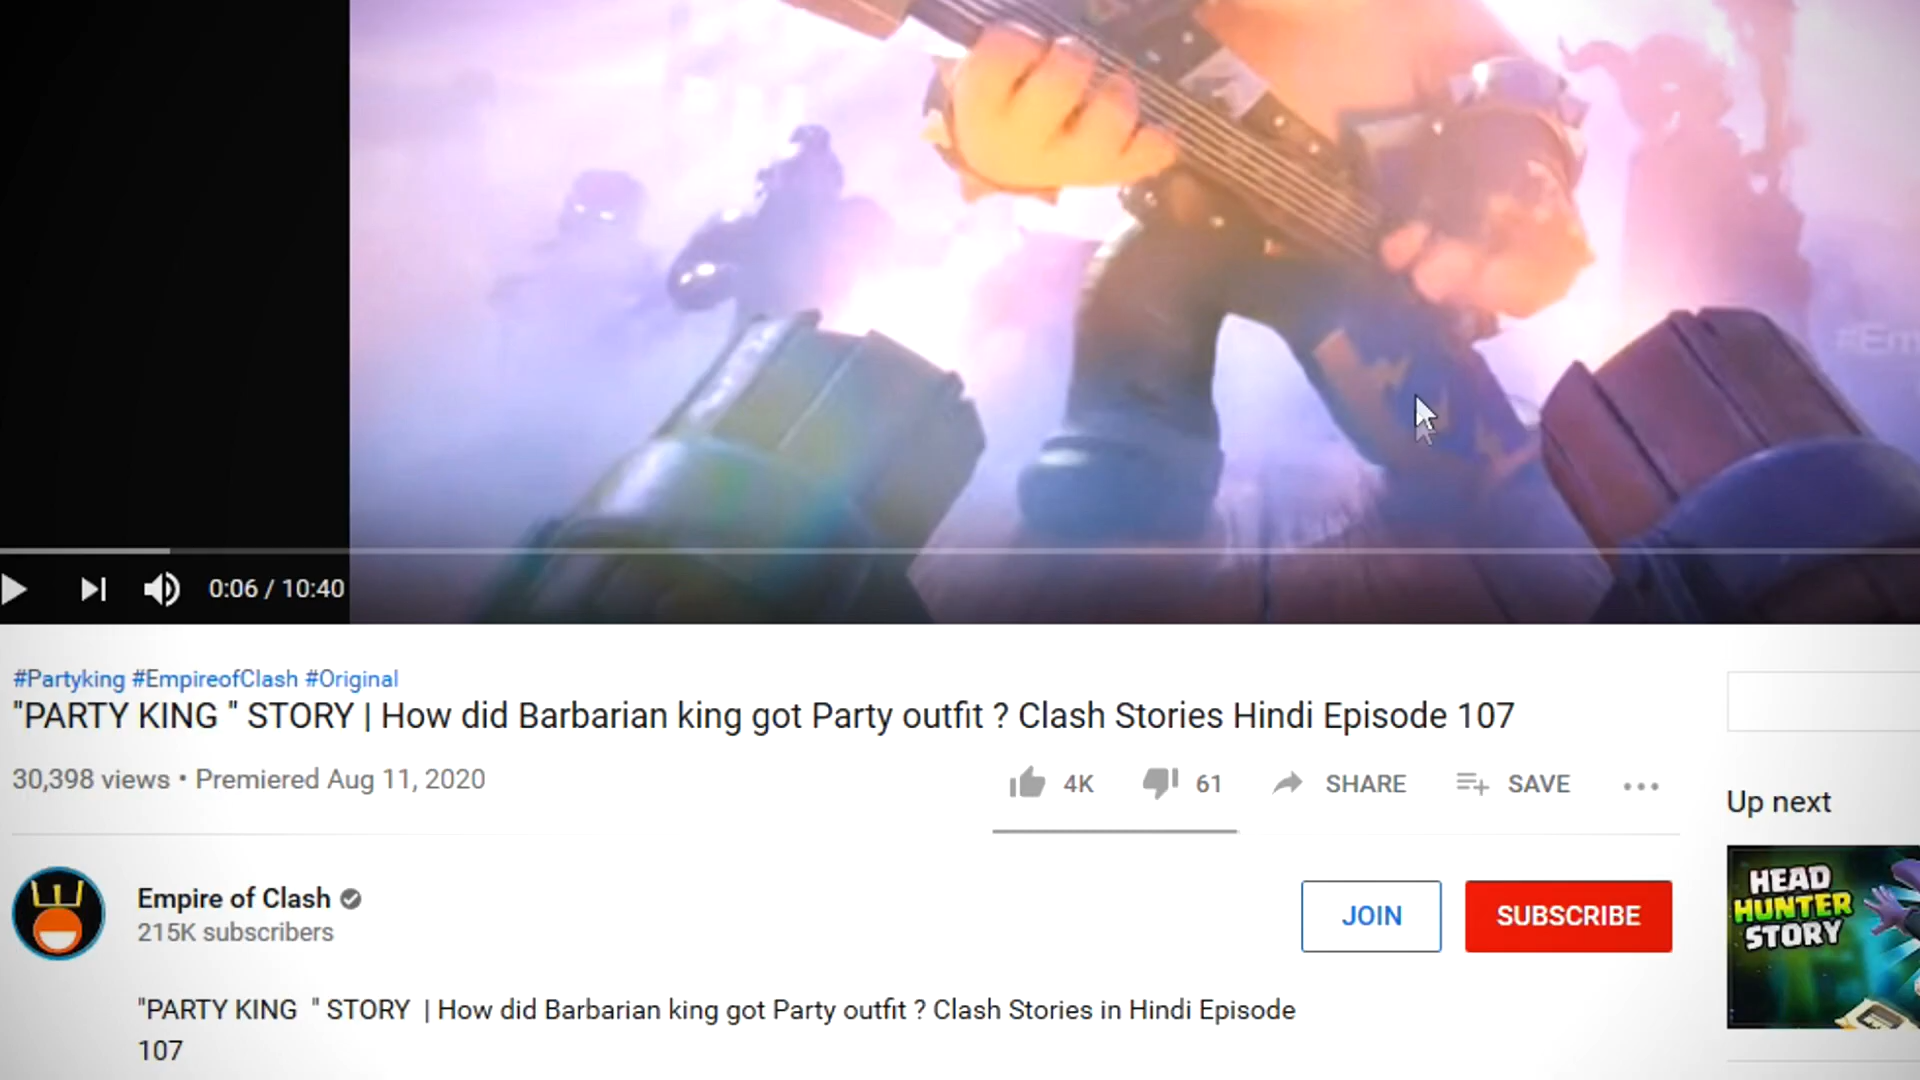 #Em
0:06 / 10:40
#Partyking #EmpireofClash #Original
"PARTY KING " STORY | How did Barbarian king got Party outfit ? Clash Stories Hindi Episode 107
30,398 views • Premiered Aug 11, 2020
4K
61
SHARE
SAVE
Up next
HEAD
HUNTER
STORY
Empire of Clash
215K subscribers
JOIN
SUBSCRIBE
"PARTY KING " STORY | How did Barbarian king got Party outfit ? Clash Stories in Hindi Episode
107